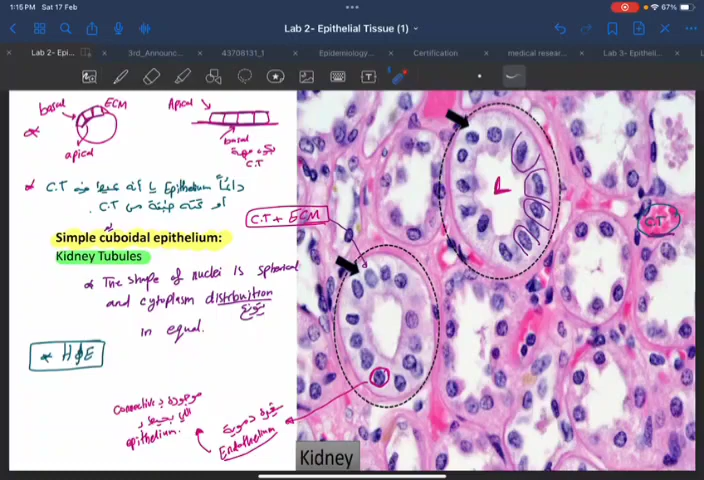 1:15 PM Sat 17 Feb
67%
Lab 2- Epithelial Tissue (1)
Lab 2- Epi...
3rd_Announc...
43708131_1
Epidemiology...
Certification
medical resear...
Lab 3- Epitheli...
basal
ECM
apical
Apical
basal
C.T
C.T
Epithelium
C.T
C.T + ECM
L
C.T
Simple cuboidal epithelium:
Kidney Tubules
The shape of nuclei is spherical
and cytoplasm distribution
توزيع
in equal.
H & E
connective
epithelium.
Endothelium
Kidney